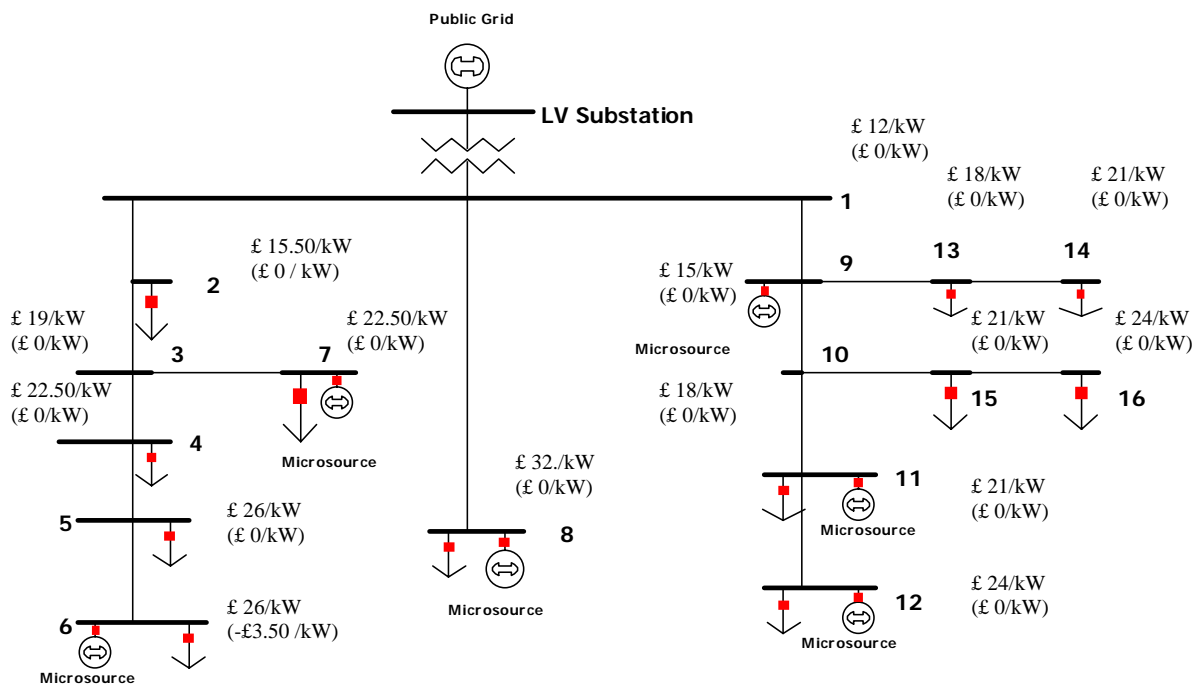 Public Grid
LV Substation
£ 12/kW
(£ 0/kW)
£ 18/kW
(£ 0/kW)
£ 21/kW
(£ 0/kW)
1
£ 15.50/kW
(£ 0 / kW)
2
9
13
14
£ 15/kW
(£ 0/kW)
£ 19/kW
(£ 0/kW)
£ 22.50/kW
(£ 0/kW)
£ 21/kW
(£ 0/kW)
£ 24/kW
(£ 0/kW)
3
7
Microsource
10
£ 22.50/kW
(£ 0/kW)
£ 18/kW
(£ 0/kW)
15
16
4
Microsource
£ 32./kW
(£ 0/kW)
11
£ 21/kW
(£ 0/kW)
5
£ 26/kW
(£ 0/kW)
8
Microsource
£ 24/kW
(£ 0/kW)
12
6
£ 26/kW
(-£3.50 /kW)
Microsource
Microsource
Microsource